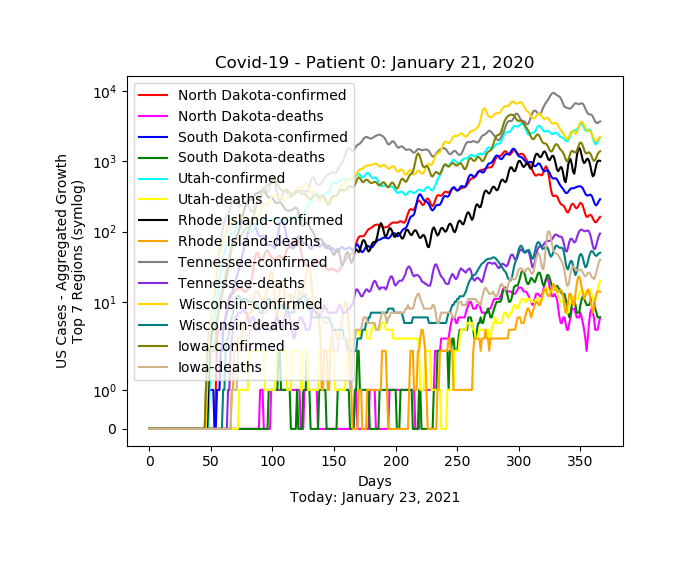 Covid-19 - Patient 0: January 21, 2020
US Cases - Aggregated Growth
Top 7 Regions (symlog)
10^4
10^3
10^2
10^1
10^0
0
North Dakota-confirmed
North Dakota-deaths
South Dakota-confirmed
South Dakota-deaths
Utah-confirmed
Utah-deaths
Rhode Island-confirmed
Rhode Island-deaths
Tennessee-confirmed
Tennessee-deaths
Wisconsin-confirmed
Wisconsin-deaths
Iowa-confirmed
Iowa-deaths
0 50 100 150 200 250 300 350
Days
Today: January 23, 2021